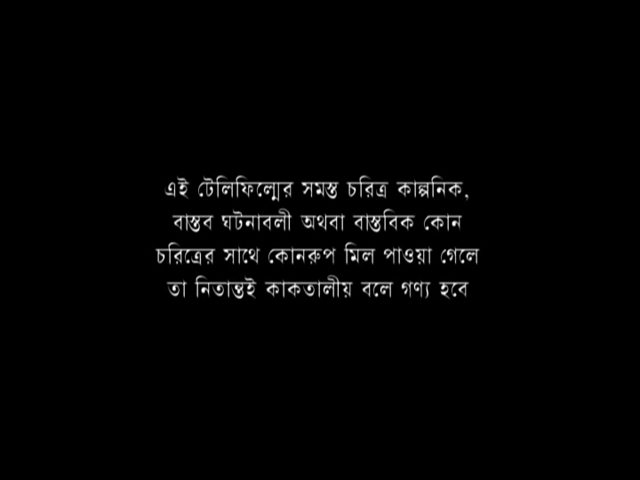 এই টেলিফিল্মের সমস্ত চরিত্র কাল্পনিক,
বাস্তব ঘটনাবলী অথবা বাস্তবিক কোন
চরিত্রের সাথে কোনরুপ মিল পাওয়া গেলে
তা নিতান্তই কাকতালীয় বলে গণ্য হবে